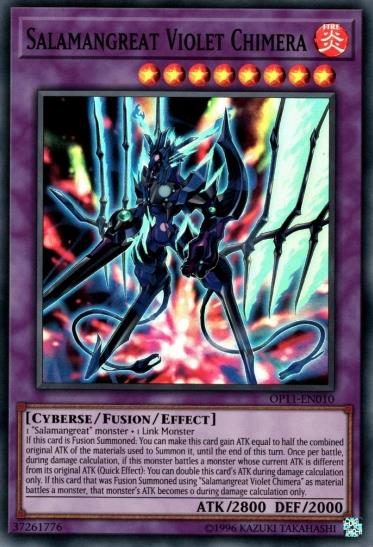 SALAMANGREAT VIOLET CHIMERA
FIRE
炎
OP11-EN010
[CYBERSE/FUSION/EFFECT]
1 "Salamangreat" monster + 1 Link Monster
If this card is Fusion Summoned: You can make this card gain ATK equal to half the combined
original ATK of the materials used to Summon it, until the end of this turn. Once per battle,
during damage calculation, if this monster battles a monster whose current ATK is different
from its original ATK (Quick Effect): You can double this card's ATK during damage calculation
only. If this card that was Fusion Summoned using "Salamangreat Violet Chimera" as material
battles a monster, that monster's ATK becomes 0 during damage calculation only.
ATK/2800 DEF/2000
37261776
©1996 KAZUKI TAKAHASHI